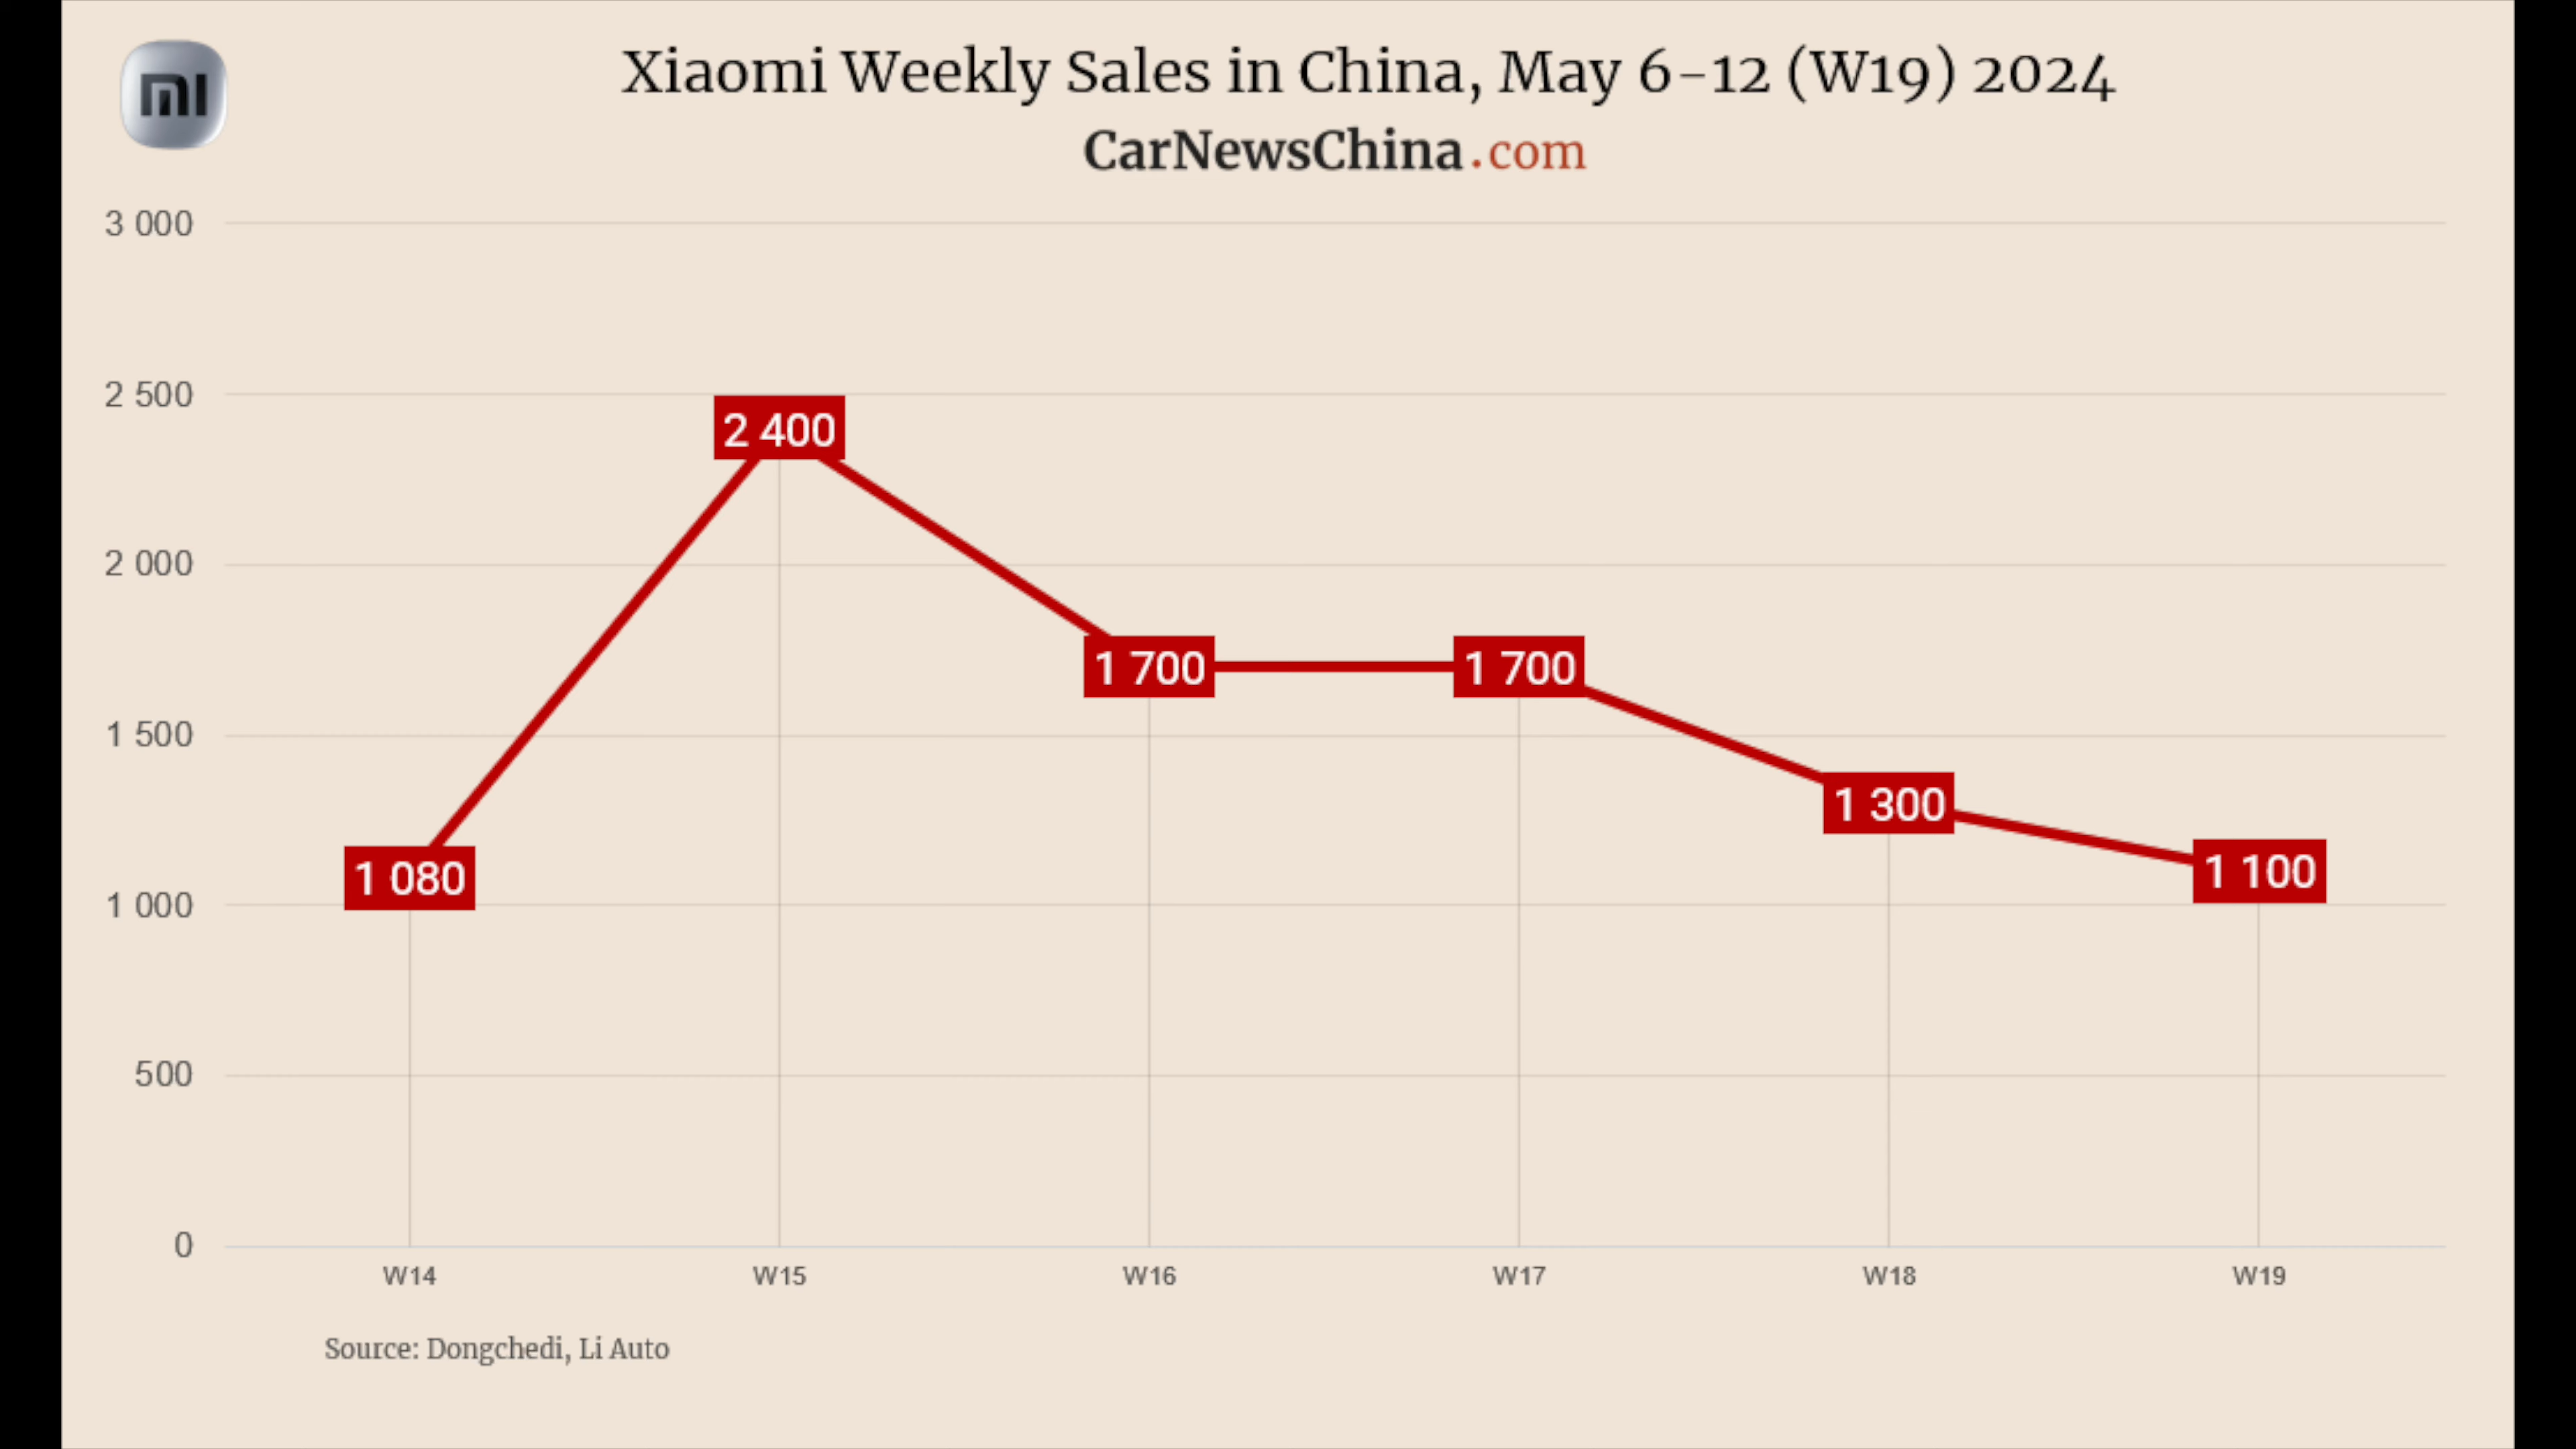 mi
Xiaomi Weekly Sales in China, May 6-12 (W19) 2024
CarNewsChina.com
3 000
2 500
2 000
1 500
1 000
500
0
1 080
2 400
1 700
1 700
1 300
1 100
W14 W15 W16 W17 W18 W19
Source: Dongchedi, Li Auto